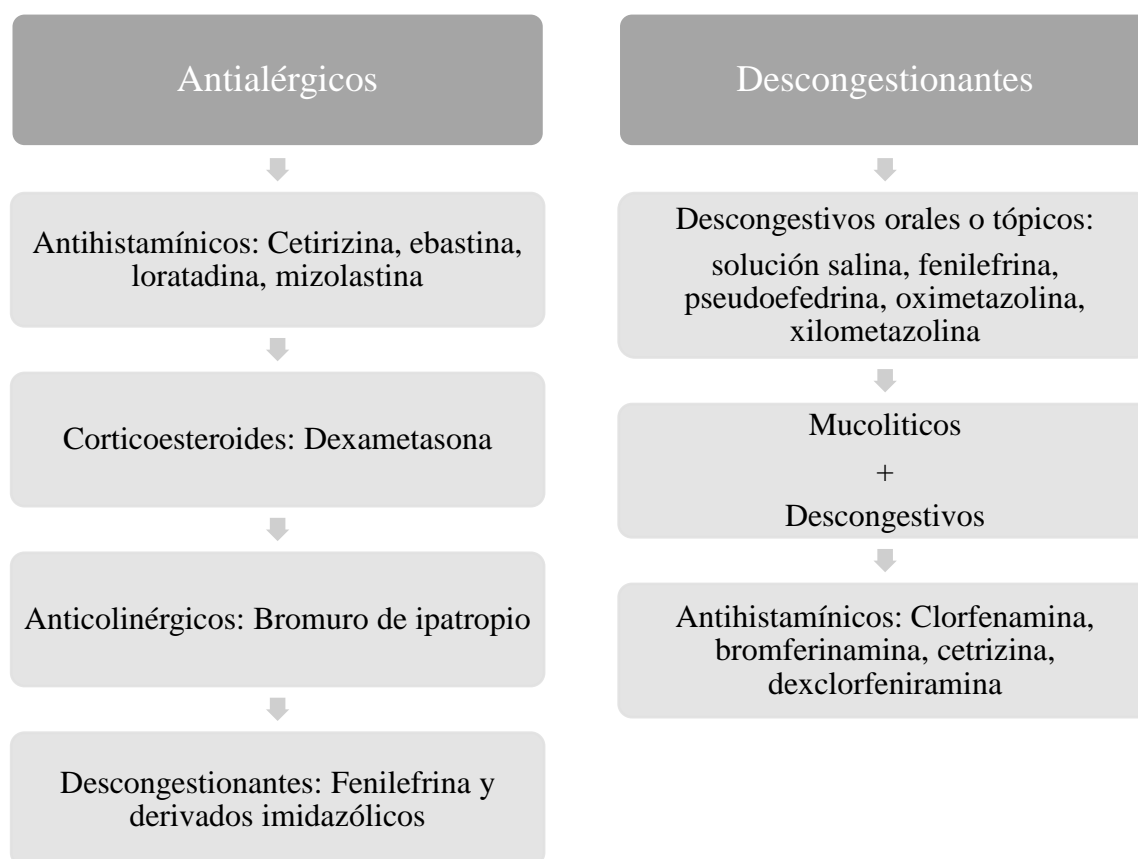 Antialérgicos
Antihistamínicos: Cetirizina, ebastina,
loratadina, mizolastina
Corticoesteroides: Dexametasona
Anticolinérgicos: Bromuro de ipatropio
Descongestionantes: Fenilefrina y
derivados imidazólicos
Descongestionantes
Descongestivos orales o tópicos:
solución salina, fenilefrina,
pseudoefedrina, oximetazolina,
xilometazolina
Mucoliticos
+
Descongestivos
Antihistamínicos: Clorfenamina,
bromferinamina, cetrizina,
dexclorfeniramina